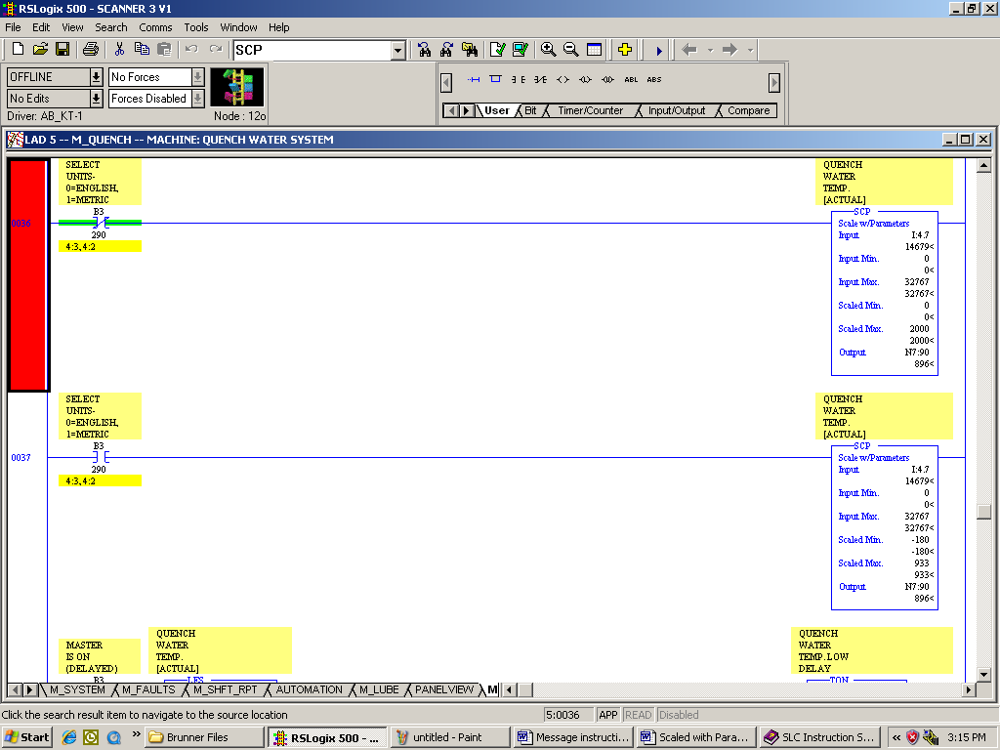 RSLogix 500 - SCANNER 3 V1
File Edit View Search Comms Tools Window Help
SCP
OFFLINE
No Forces
No Edits
Forces Disabled
Driver: AB_KT-1
Node : 12o
ABL ABS
User Bit Timer/Counter Input/Output Compare
LAD 5 -- M_QUENCH -- MACHINE: QUENCH WATER SYSTEM
SELECT
UNITS-
0=ENGLISH,
1=METRIC
B3
290
4:3,4:2
0036
QUENCH
WATER
TEMP.
[ACTUAL]
SCP
Scale w/Parameters
Input I:4.7
14679<
Input Min. 0
0<
Input Max. 32767
32767<
Scaled Min. 0
0<
Scaled Max. 2000
2000<
Output N7:90
896<
SELECT
UNITS-
0=ENGLISH,
1=METRIC
B3
290
4:3,4:2
0037
QUENCH
WATER
TEMP.
[ACTUAL]
SCP
Scale w/Parameters
Input I:4.7
14679<
Input Min. 0
0<
Input Max. 32767
32767<
Scaled Min. -180
-180<
Scaled Max. 933
933<
Output N7:90
896<
MASTER
IS ON
(DELAYED)
B3
QUENCH
WATER
TEMP.
[ACTUAL]
LES
QUENCH
WATER
TEMP.LOW
DELAY
TON
M_SYSTEM M_FAULTS M_SHFT_RPT AUTOMATION M_LUBE PANELVIEW M
Click the search result item to navigate to the source location
5:0036 APP READ Disabled
Start » Brunner Files RSLogix 500 - ... untitled - Paint Message instructi... Scaled with Para... SLC Instruction S... « 3:15 PM